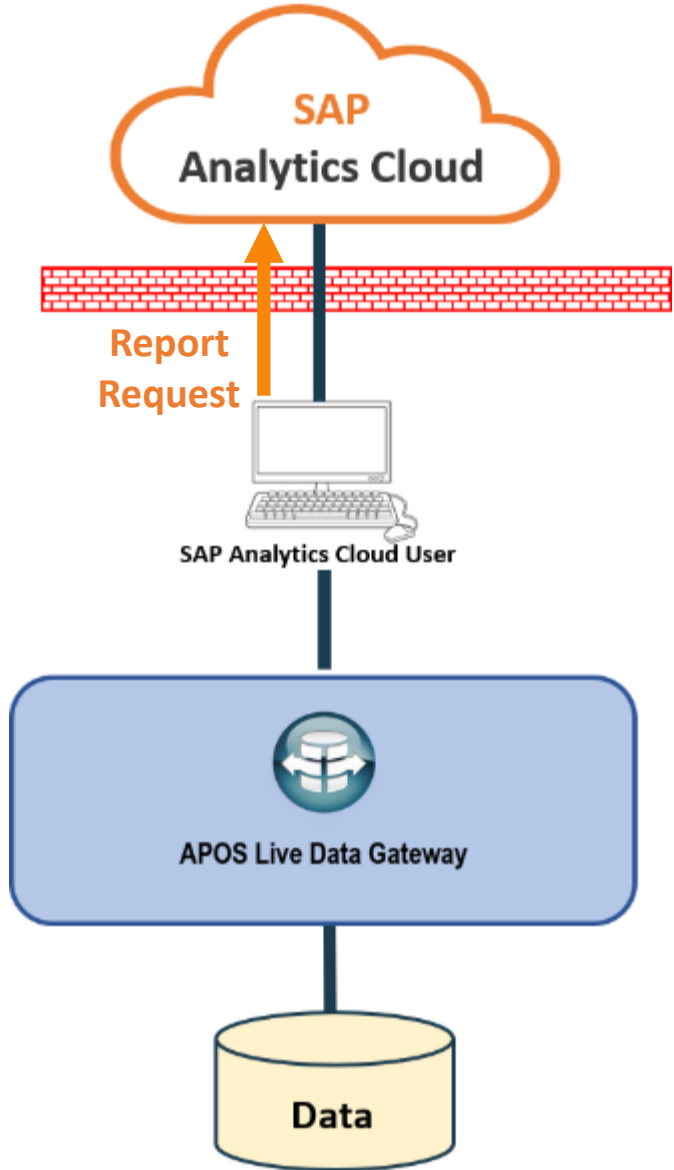 SAP
Analytics Cloud
Report
Request
SAP Analytics Cloud User
APOS Live Data Gateway
Data